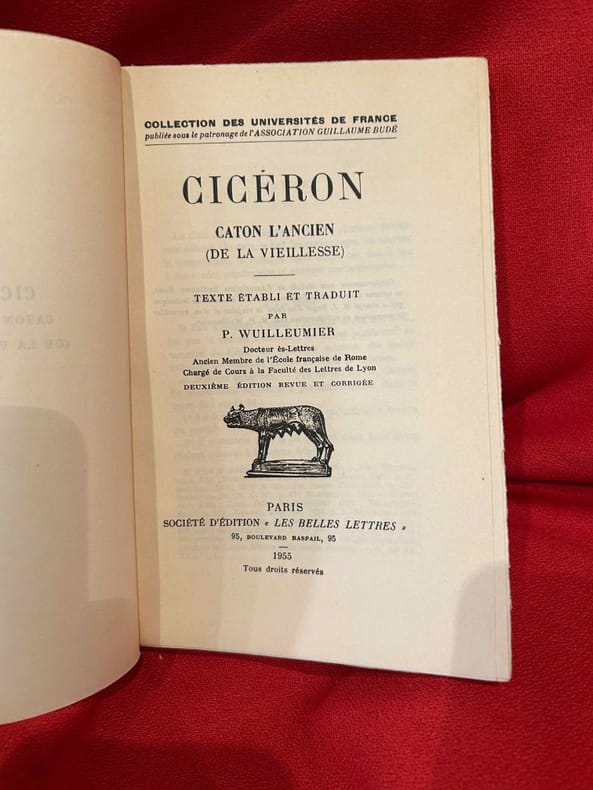 COLLECTION DES UNIVERSITÉS DE FRANCE
publiée sous le patronage de l'ASSOCIATION GUILLAUME BUDÉ
CICÉRON
CATON L'ANCIEN
(DE LA VIEILLESSE)
TEXTE ÉTABLI ET TRADUIT
PAR
P. WUILLEUMIER
Docteur ès-Lettres
Ancien Membre de l'École française de Rome
Chargé de Cours à la Faculté des Lettres de Lyon
DEUXIÈME ÉDITION REVUE ET CORRIGÉE
PARIS
SOCIÉTÉ D'ÉDITION « LES BELLES LETTRES »
95, BOULEVARD RASPAIL, 95
1955
Tous droits réservés